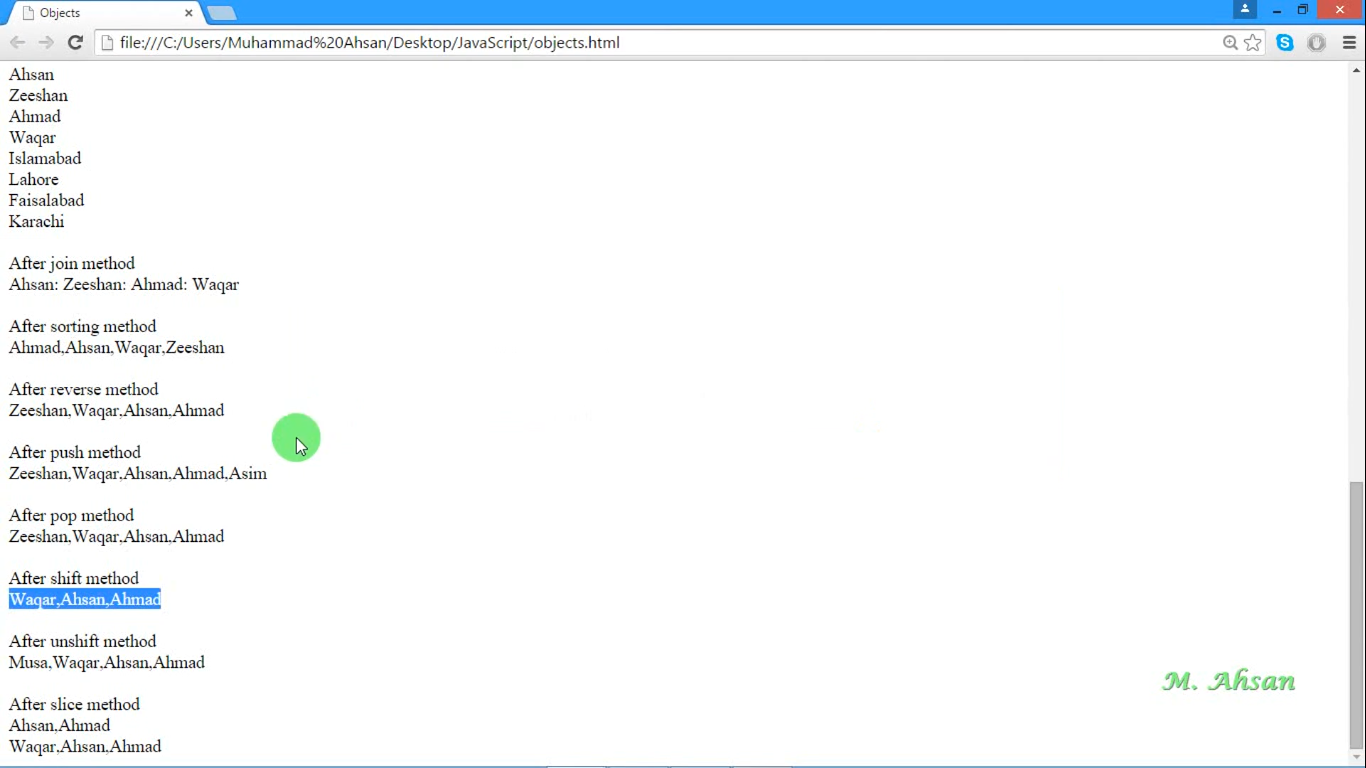 Objects
file:///C:/Users/Muhammad%20Ahsan/Desktop/JavaScript/objects.html
Ahsan
Zeeshan
Ahmad
Waqar
Islamabad
Lahore
Faisalabad
Karachi
After join method
Ahsan: Zeeshan: Ahmad: Waqar
After sorting method
Ahmad,Ahsan,Waqar,Zeeshan
After reverse method
Zeeshan,Waqar,Ahsan,Ahmad
After push method
Zeeshan,Waqar,Ahsan,Ahmad,Asim
After pop method
Zeeshan,Waqar,Ahsan,Ahmad
After shift method
Waqar,Ahsan,Ahmad
After unshift method
Musa,Waqar,Ahsan,Ahmad
M. Ahsan
After slice method
Ahsan,Ahmad
Waqar,Ahsan,Ahmad